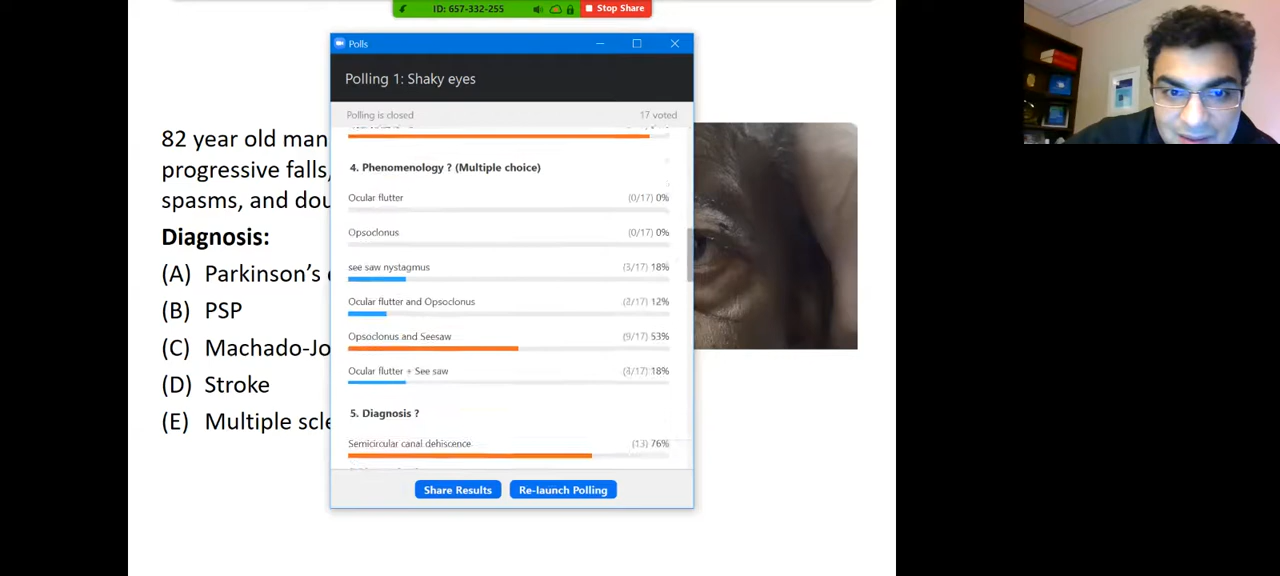 ID: 657-332-255
Stop Share
Polls
Polling 1: Shaky eyes
Polling is closed
17 voted
4. Phenomenology ? (Multiple choice)
Ocular flutter (0/17) 0%
Opsoclonus (0/17) 0%
see saw nystagmus (3/17) 18%
Ocular flutter and Opsoclonus (2/17) 12%
Opsoclonus and Seesaw (9/17) 53%
Ocular flutter + See saw (3/17) 18%
5. Diagnosis ?
Semicircular canal dehiscence (13) 76%
Share Results
Re-launch Polling
82 year old man
progressive falls,
spasms, and dou
Diagnosis:
(A) Parkinson's
(B) PSP
(C) Machado-Jo
(D) Stroke
(E) Multiple scle